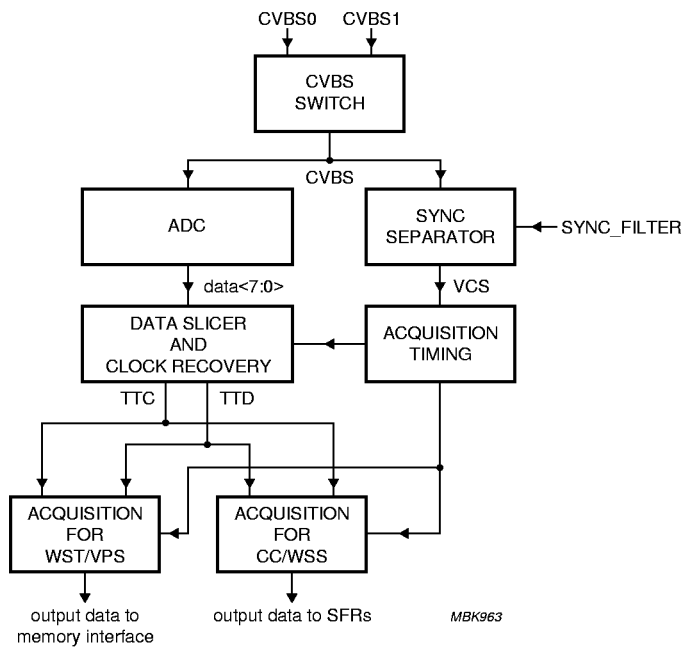 CVBS0 CVBS1
CVBS
SWITCH
CVBS
ADC
SYNC
SEPARATOR
SYNC_FILTER
data<7:0>
VCS
DATA SLICER
AND
CLOCK RECOVERY
ACQUISITION
TIMING
TTC TTD
ACQUISITION
FOR
WST/VPS
ACQUISITION
FOR
CC/WSS
output data to
memory interface
output data to SFRs
MBK963